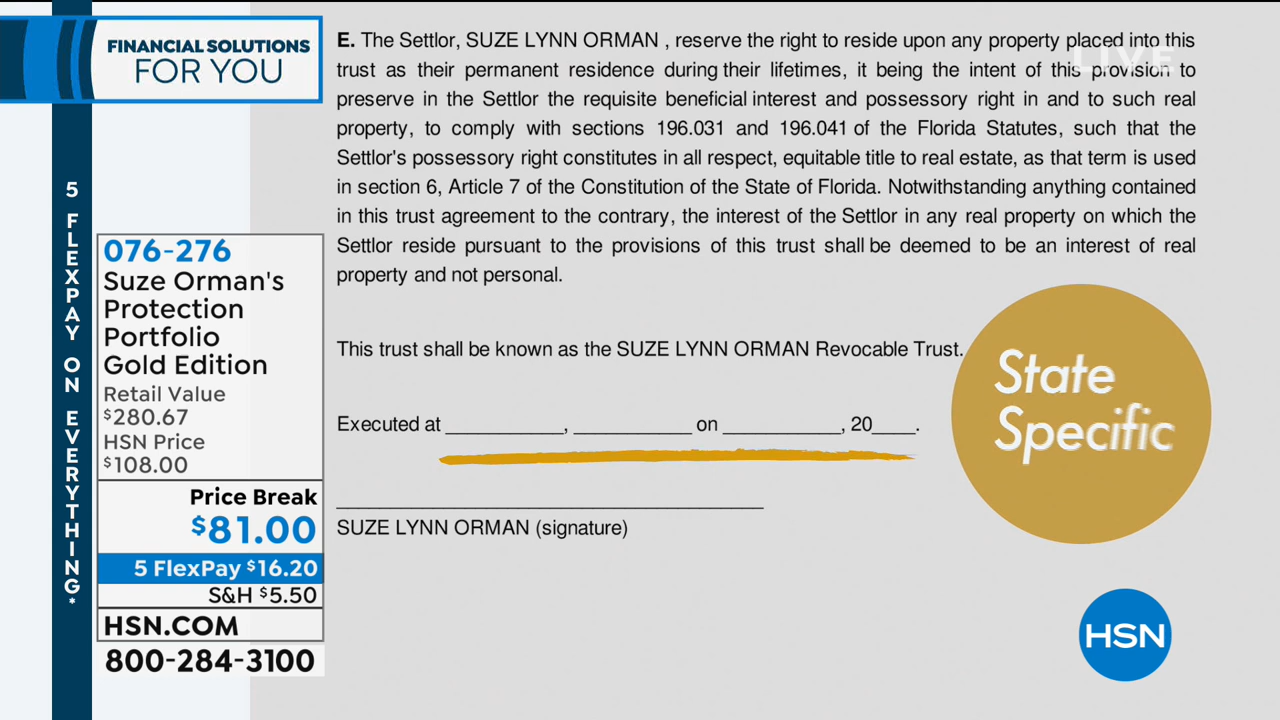 FINANCIAL SOLUTIONS
FOR YOU
5 FLEXPAY ON EVERYTHING*
076-276
Suze Orman's
Protection
Portfolio
Gold Edition
Retail Value
$280.67
HSN Price
$108.00
Price Break
$81.00
5 FlexPay $16.20
S&H $5.50
HSN.COM
800-284-3100
LIVE
E. The Settlor, SUZE LYNN ORMAN , reserve the right to reside upon any property placed into this
trust as their permanent residence during their lifetimes, it being the intent of this provision to
preserve in the Settlor the requisite beneficial interest and possessory right in and to such real
property, to comply with sections 196.031 and 196.041 of the Florida Statutes, such that the
Settlor's possessory right constitutes in all respect, equitable title to real estate, as that term is used
in section 6, Article 7 of the Constitution of the State of Florida. Notwithstanding anything contained
in this trust agreement to the contrary, the interest of the Settlor in any real property on which the
Settlor reside pursuant to the provisions of this trust shall be deemed to be an interest of real
property and not personal.
This trust shall be known as the SUZE LYNN ORMAN Revocable Trust.
Executed at ___________, ___________ on ___________, 20____.
SUZE LYNN ORMAN (signature)
State
Specific
HSN